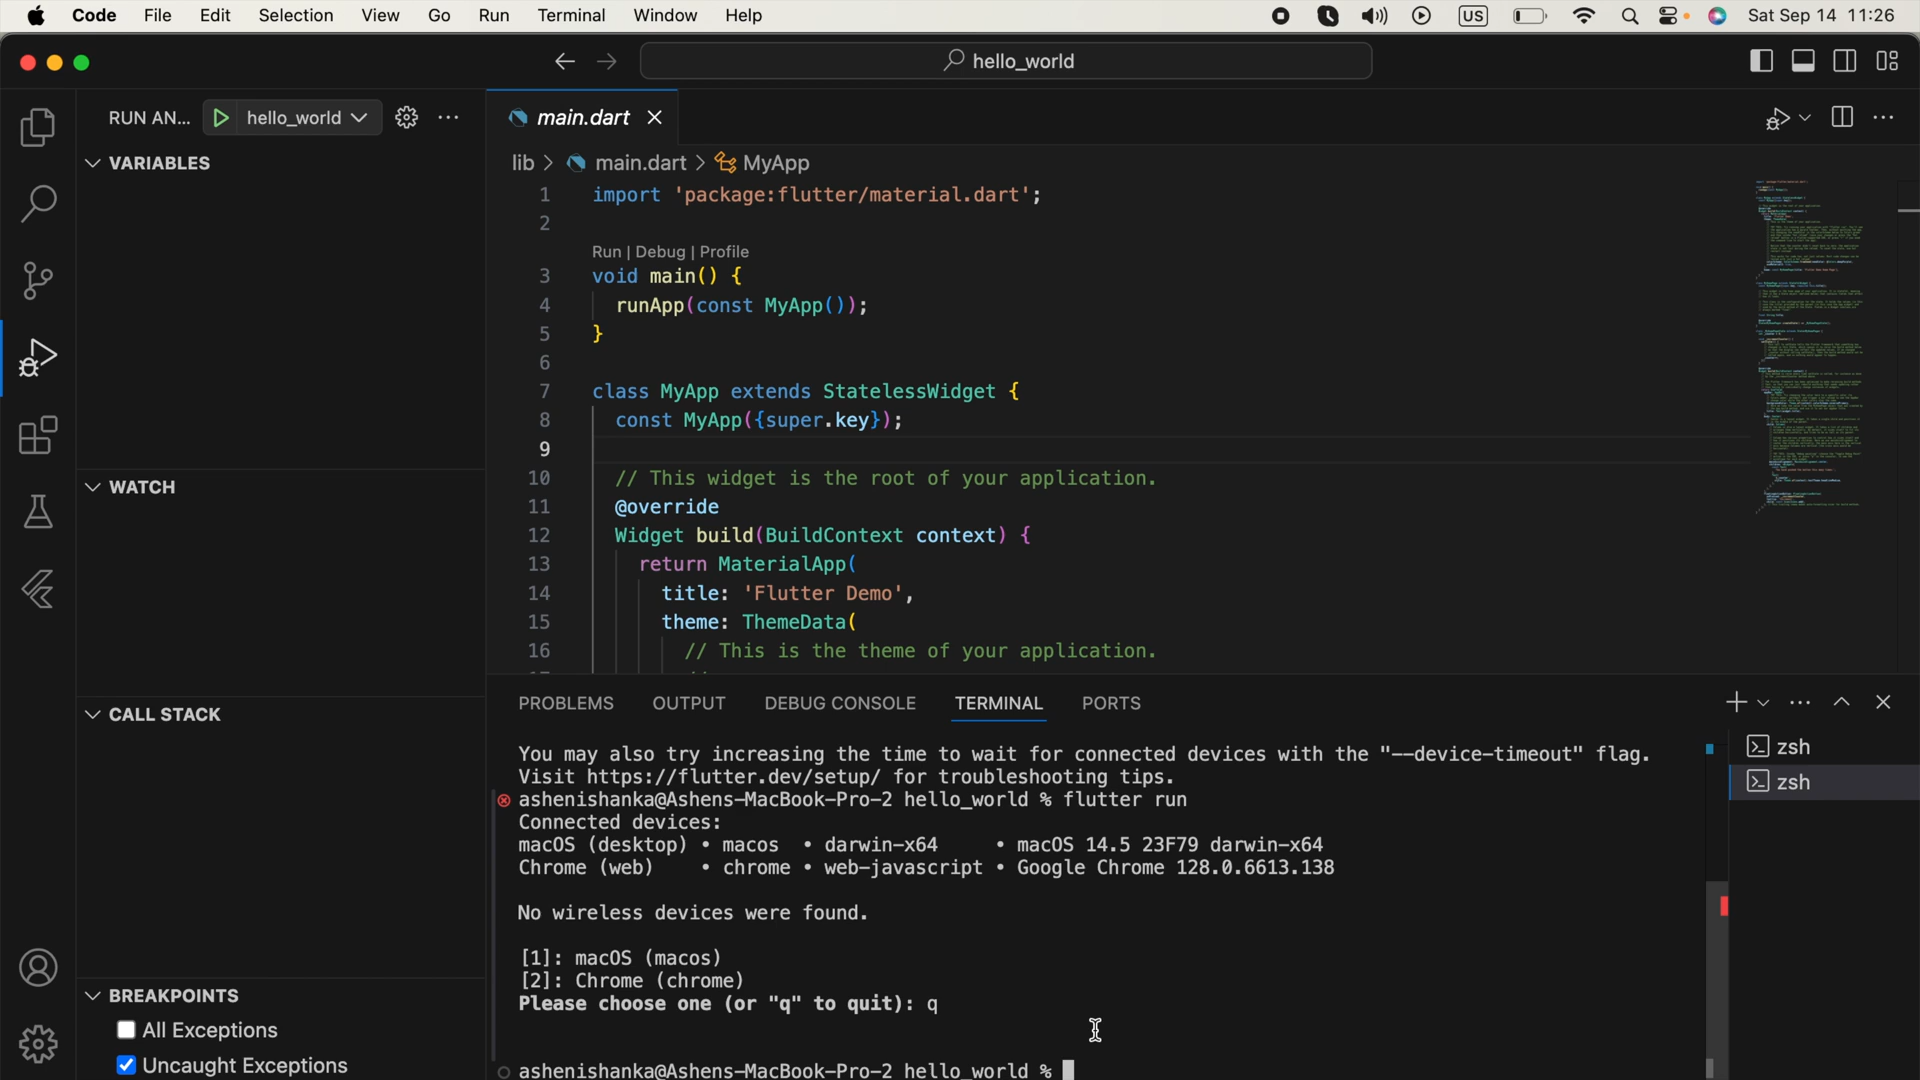 Code File Edit Selection View Go Run Terminal Window Help US Sat Sep 14 11:26
hello_world
RUN AN... hello_world
VARIABLES
WATCH
CALL STACK
BREAKPOINTS
All Exceptions
Uncaught Exceptions
main.dart
lib > main.dart > MyApp
1 import 'package:flutter/material.dart';
2
Run | Debug | Profile
3 void main() {
4 runApp(const MyApp());
5 }
6
7 class MyApp extends StatelessWidget {
8 const MyApp({super.key});
9
10 // This widget is the root of your application.
11 @override
12 Widget build(BuildContext context) {
13 return MaterialApp(
14 title: 'Flutter Demo',
15 theme: ThemeData(
16 // This is the theme of your application.
PROBLEMS OUTPUT DEBUG CONSOLE TERMINAL PORTS
You may also try increasing the time to wait for connected devices with the "--device-timeout" flag.
Visit https://flutter.dev/setup/ for troubleshooting tips.
ashenishanka@Ashens-MacBook-Pro-2 hello_world % flutter run
Connected devices:
macOS (desktop) • macos • darwin-x64 • macOS 14.5 23F79 darwin-x64
Chrome (web) • chrome • web-javascript • Google Chrome 128.0.6613.138
No wireless devices were found.
[1]: macOS (macos)
[2]: Chrome (chrome)
Please choose one (or "q" to quit): q
ashenishanka@Ashens-MacBook-Pro-2 hello_world %
zsh
zsh